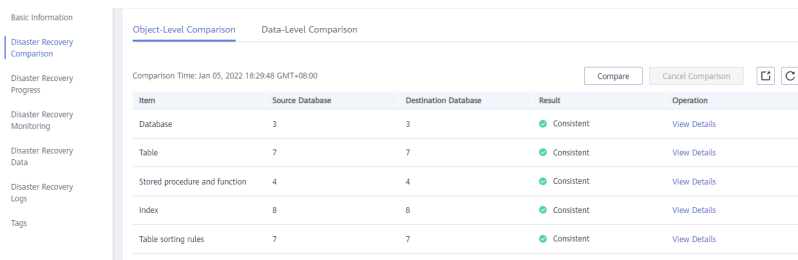 Basic Information
Disaster Recovery
Comparison
Disaster Recovery
Progress
Disaster Recovery
Monitoring
Disaster Recovery
Data
Disaster Recovery
Logs
Tags
Object-Level Comparison Data-Level Comparison
Comparison Time: Jan 05, 2022 18:29:48 GMT+08:00 Compare Cancel Comparison
Item Source Database Destination Database Result Operation
Database 3 3 Consistent View Details
Table 7 7 Consistent View Details
Stored procedure and function 4 4 Consistent View Details
Index 8 8 Consistent View Details
Table sorting rules 7 7 Consistent View Details